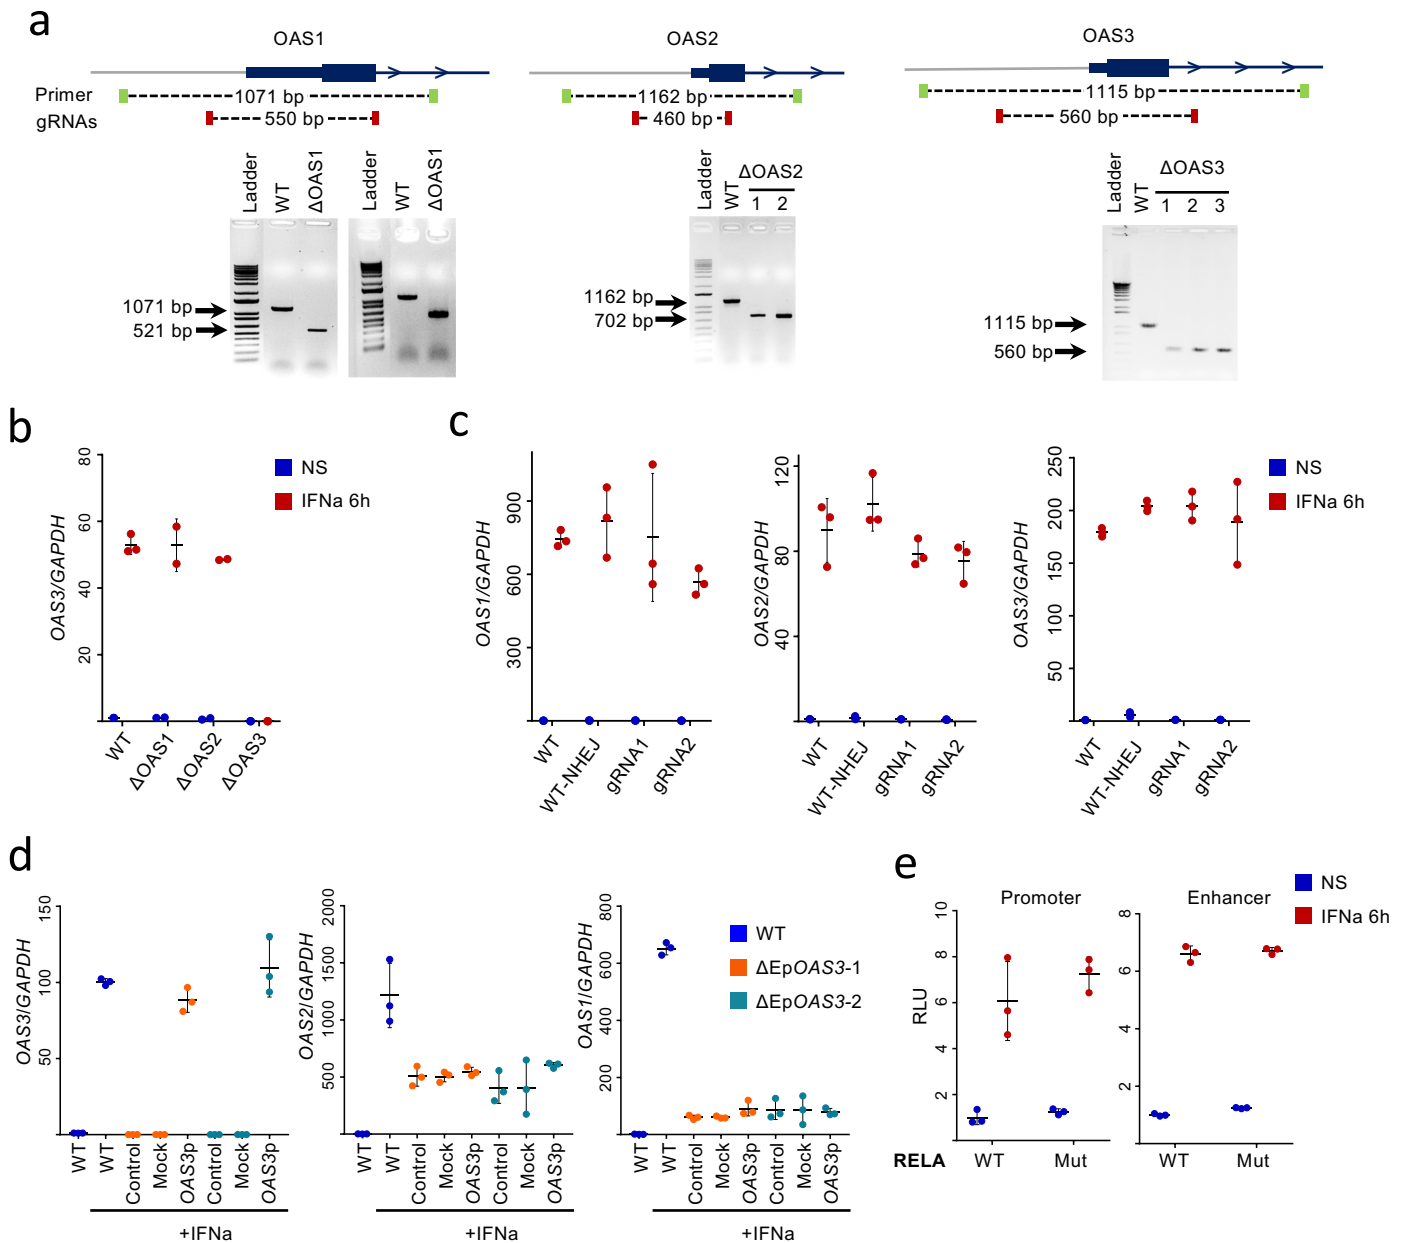 a
OAS1
OAS2
OAS3
Primer
gRNAs
1071 bp
550 bp
1162 bp
460 bp
1115 bp
560 bp
Ladder
WT
ΔOAS1
Ladder
WT
ΔOAS1
Ladder
WT
ΔOAS2
1 2
Ladder
WT
ΔOAS3
1 2 3
1071 bp
521 bp
1162 bp
702 bp
1115 bp
560 bp
b
OAS3/GAPDH
80
60
40
20
WT
ΔOAS1
ΔOAS2
ΔOAS3
NS
IFNa 6h
c
OAS1/GAPDH
900
600
300
WT
WT-NHEJ
gRNA1
gRNA2
OAS2/GAPDH
120
80
40
WT
WT-NHEJ
gRNA1
gRNA2
OAS3/GAPDH
250
200
150
100
50
WT
WT-NHEJ
gRNA1
gRNA2
NS
IFNa 6h
d
OAS3/GAPDH
150
100
50
WT
WT
Control
Mock
OAS3p
Control
Mock
OAS3p
+IFNa
OAS2/GAPDH
2000
1500
1000
500
WT
WT
Control
Mock
OAS3p
Control
Mock
OAS3p
+IFNa
OAS1/GAPDH
800
600
400
200
WT
WT
Control
Mock
OAS3p
Control
Mock
OAS3p
+IFNa
WT
ΔEpOAS3-1
ΔEpOAS3-2
e
NS
IFNa 6h
Promoter
RLU
10
8
6
4
2
Enhancer
8
6
4
2
RELA WT Mut WT Mut